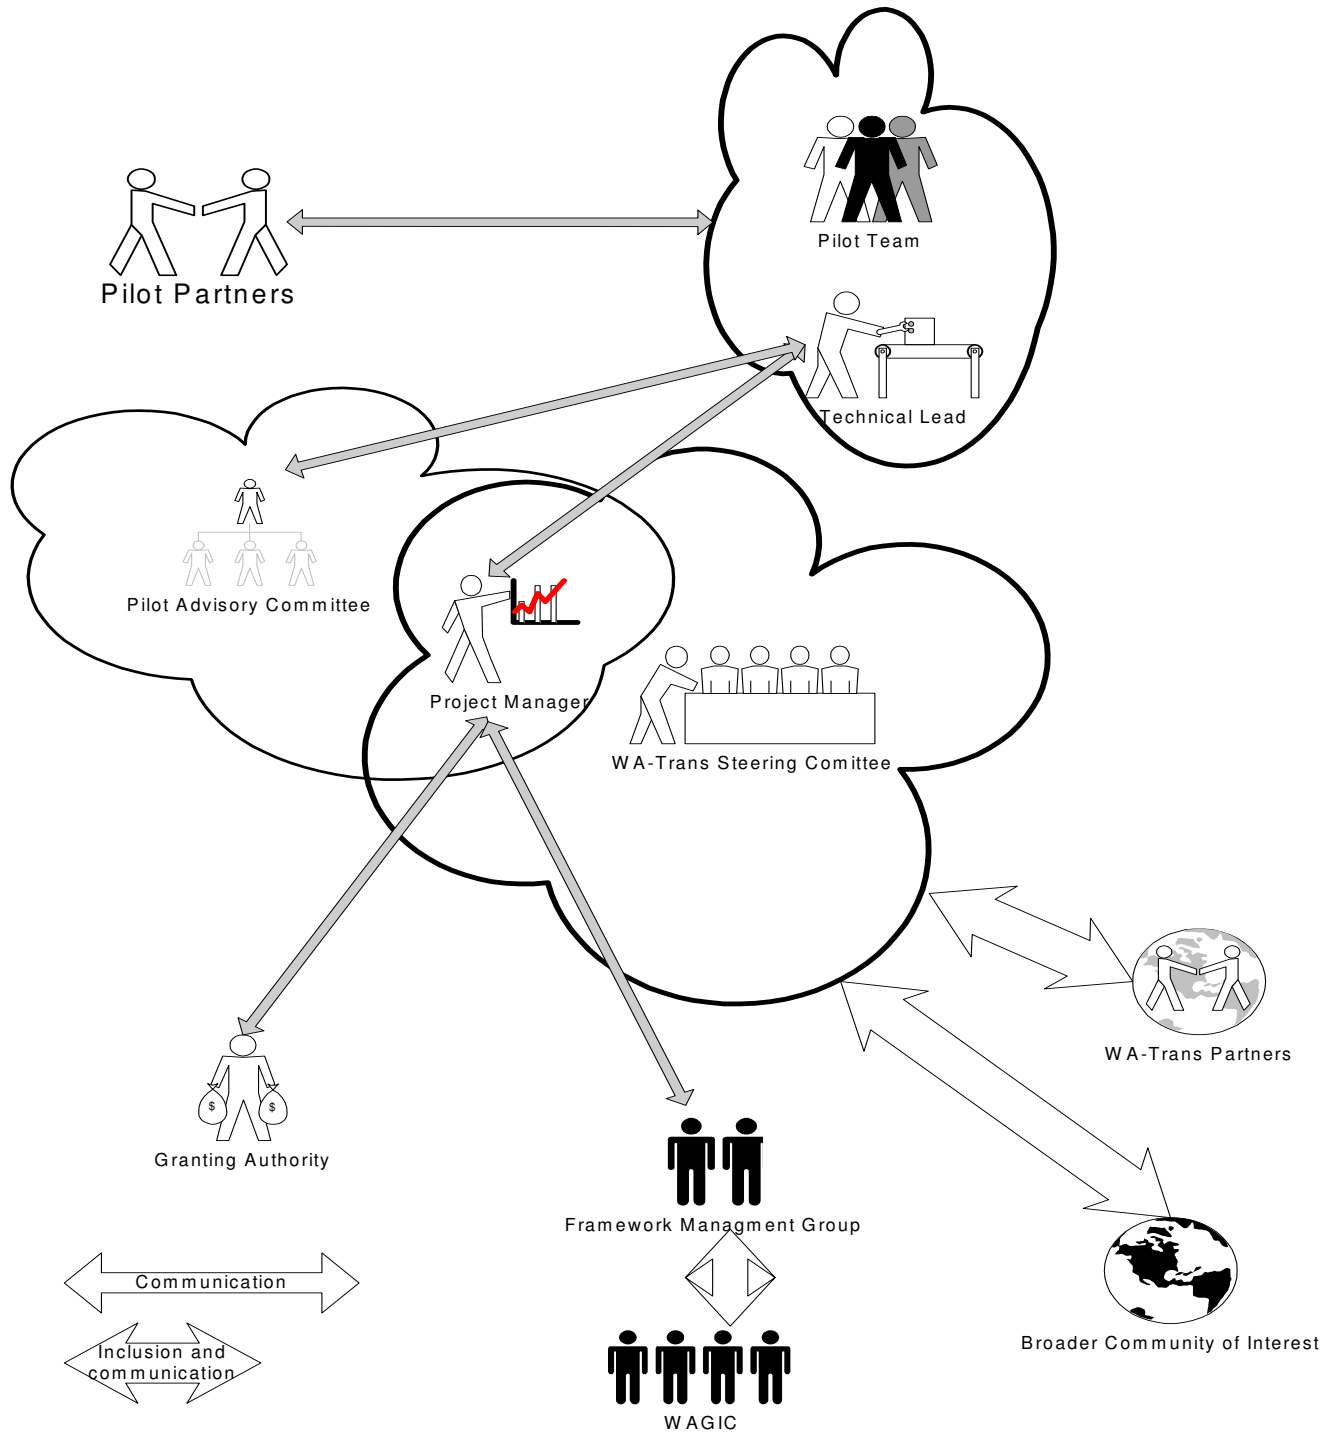 Pilot Team
Pilot Partners
Technical Lead
Pilot Advisory Committee
Project Manager
WA-Trans Steering Comittee
WA-Trans Partners
$ $
Granting Authority
Framework Managment Group
Communication
Broader Community of Interest
Inclusion and
communication
WAGIC